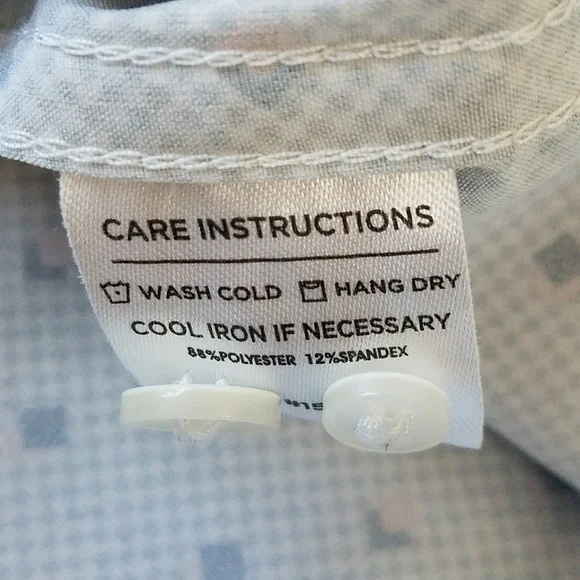 CARE INSTRUCTIONS
WASH COLD HANG DRY
COOL IRON IF NECESSARY
88%POLYESTER 12%SPANDEX